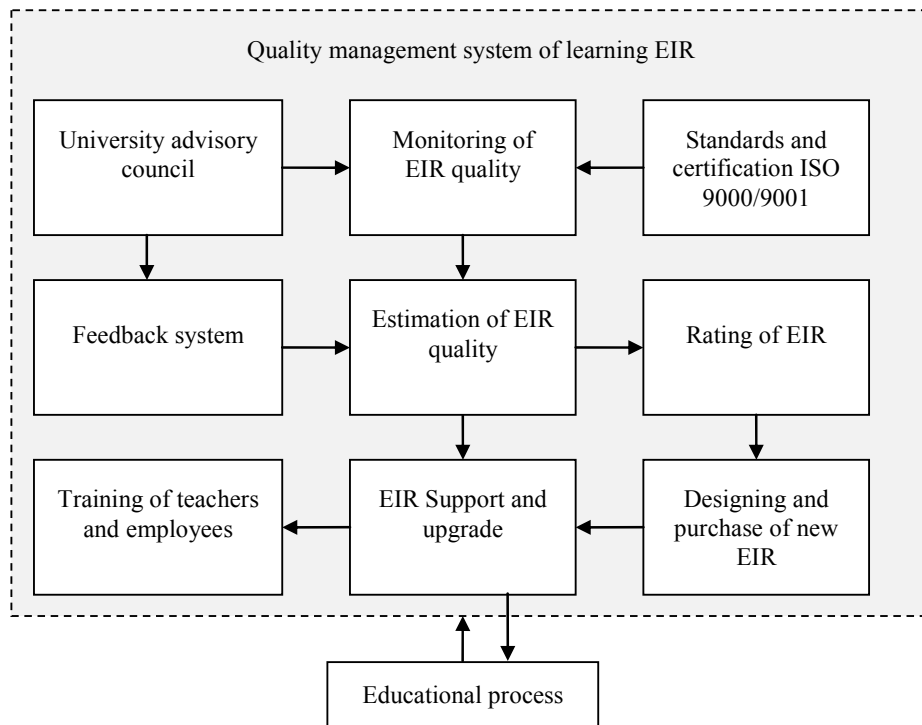 Quality management system of learning EIR
University advisory
council
Monitoring of
EIR quality
Standards and
certification ISO
9000/9001
Feedback system
Estimation of EIR
quality
Rating of EIR
Training of teachers
and employees
EIR Support and
upgrade
Designing and
purchase of new
EIR
Educational process